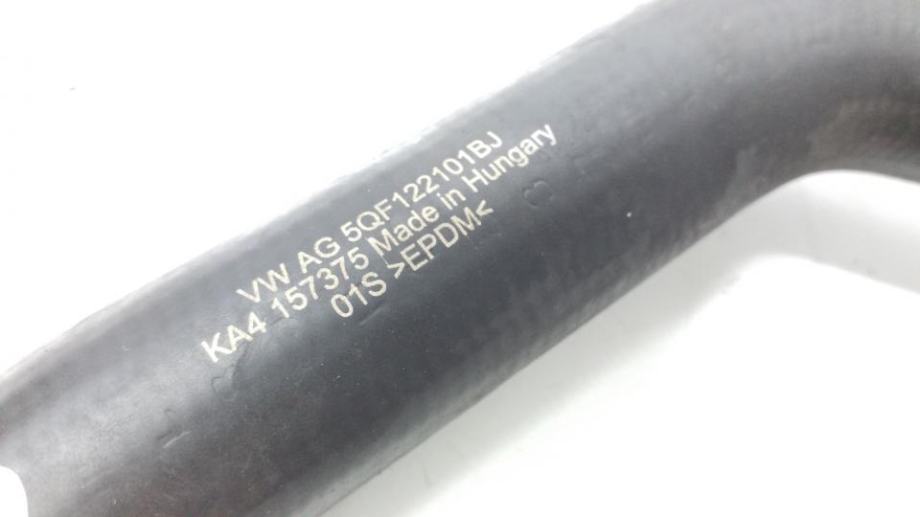 VW AG 5QF122101BJ
KA4 157375 Made in Hungary
01S >EPDM<